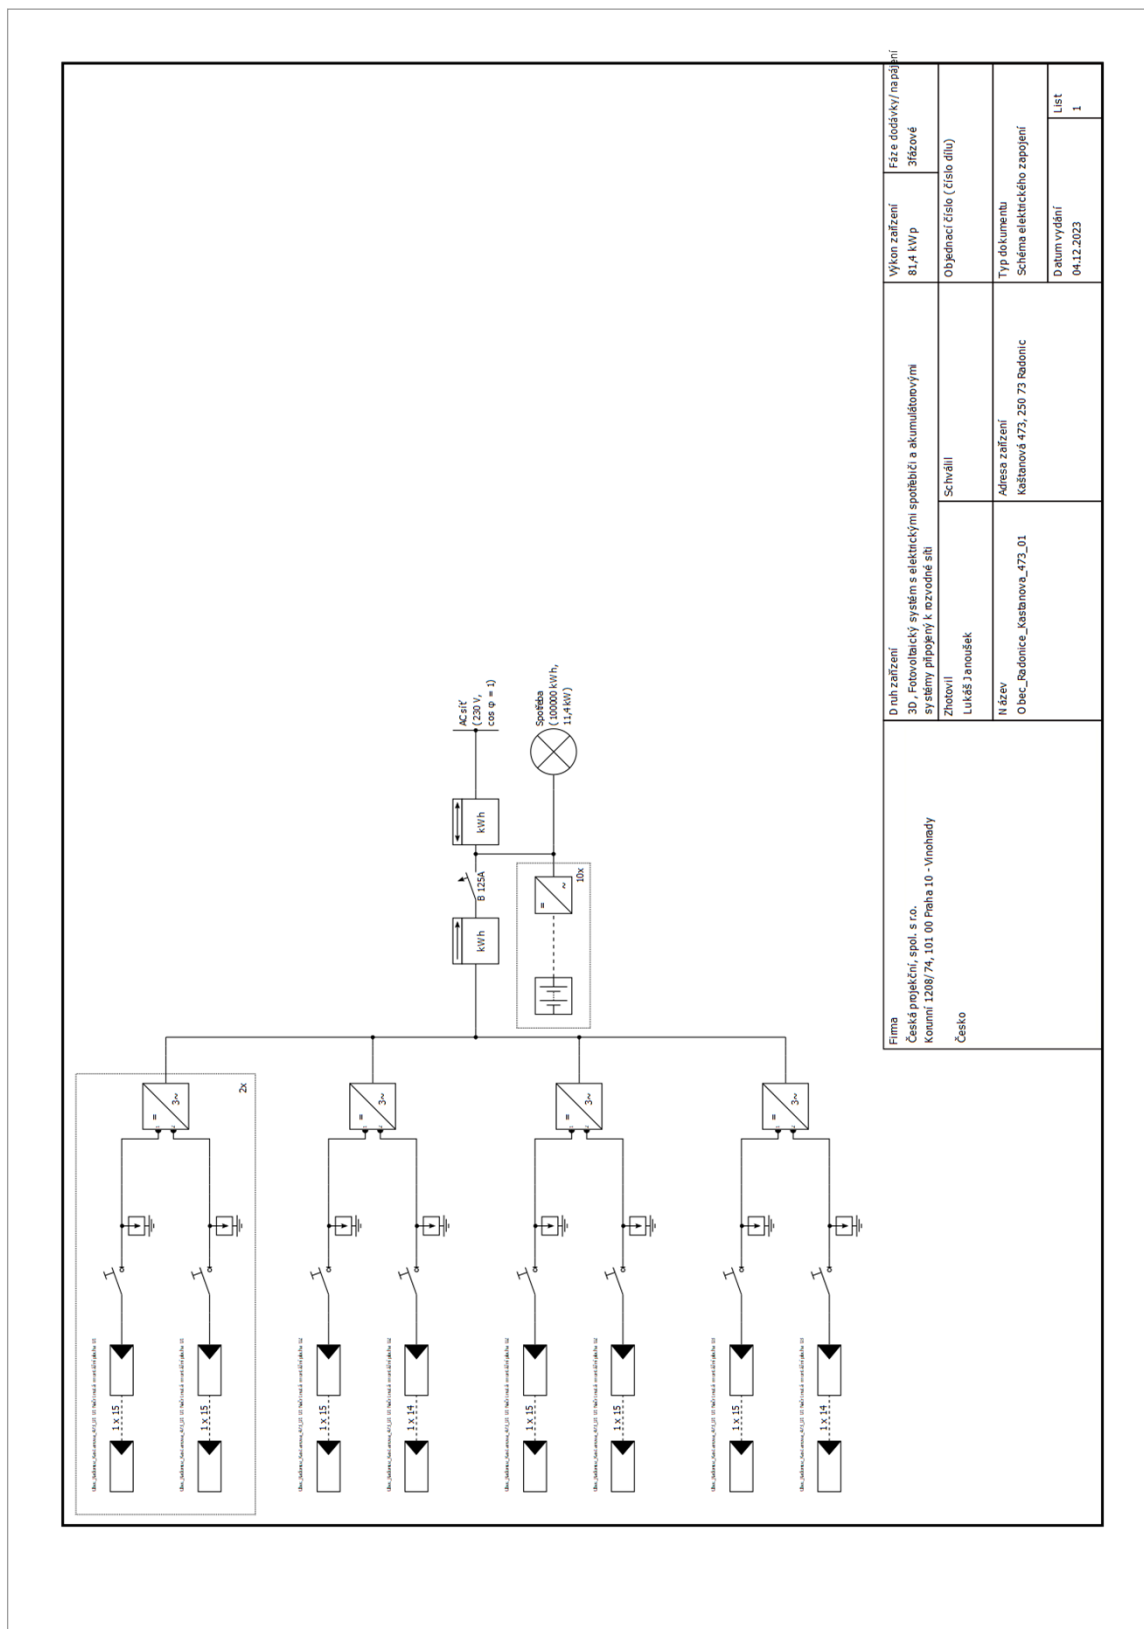 AC síť
(230 V,
cos φ = 1)
Spotřeba
(100000 kWh,
11,4 kW)
kWh
B 125A
kWh
=
~
10x
=
3~
2x
=
3~
=
3~
=
3~
1 x 15
1 x 15
1 x 15
1 x 14
1 x 15
1 x 15
1 x 15
1 x 14
Firma
Česká projekční, spol. s r.o.
Korunní 1208/74, 101 00 Praha 10 - Vinohrady
Česko
Druh zařízení
3D, Fotovoltaický systém s elektrickými spotřebiči a akumulátorovými
systémy připojený k rozvodné síti
Výkon zařízení
81,4 kWp
Fáze dodávky/napájení
3fázové
Zhotovil
Lukáš Janoušek
Schválil
Objednací číslo (číslo dílu)
Název
Obec_Radonice_Kastanova_473_01
Adresa zařízení
Kaštanová 473, 250 73 Radonic
Typ dokumentu
Schéma elektrického zapojení
Datum vydání
04.12.2023
List
1